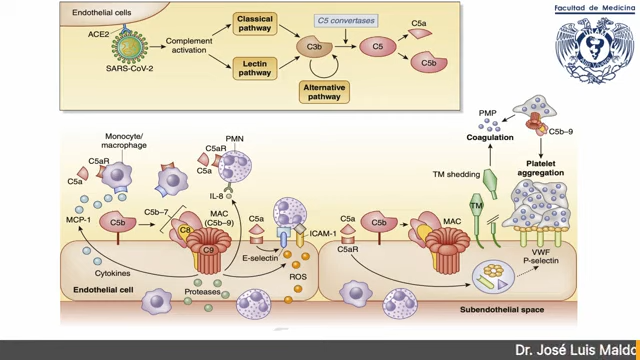 Facultad de Medicina
Endothelial cells
ACE2
SARS-CoV-2
Complement
activation
Classical
pathway
Lectin
pathway
C5 convertases
C3b
Alternative
pathway
C5
C5a
C5b
Monocyte/
macrophage
C5aR
C5a
MCP-1
C5b
C5b–7
C8
C9
MAC
(C5b–9)
PMN
C5aR
C5a
IL-8
C5a
E-selectin
ICAM-1
ROS
Cytokines
Proteases
Endothelial cell
C5a
C5aR
C5b
MAC
PMP
Coagulation
C5b–9
TM shedding
TM
Platelet
aggregation
VWF
P-selectin
Subendothelial space
Dr. José Luis Maldo